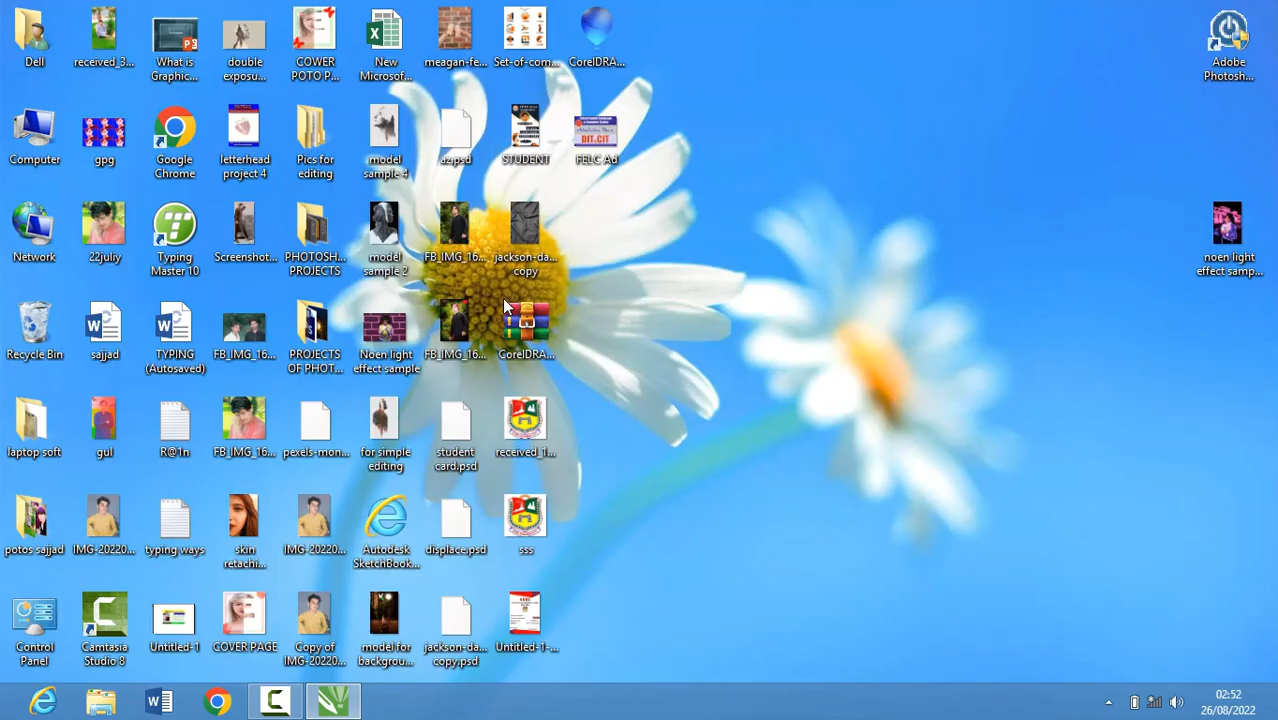 Dell
received_3...
What is
Graphic...
double
exposu...
COWER
POTO P...
New
Microsof...
meagan-fe...
Set-of-com...
CorelDRA...
Adobe
Photosh...
Computer
gpg
Google
Chrome
letterhead
project 4
Pics for
editing
model
sample 4
az.psd
STUDENT
FELC Ad
DIT.CIT
Network
22juliy
Typing
Master 10
Screenshot...
PHOTOSH...
PROJECTS
model
sample 2
FB_IMG_16...
jackson-da...
copy
noen light
effect samp...
Recycle Bin
sajjad
TYPING
(Autosaved)
FB_IMG_16...
PROJECTS
OF PHOT...
Noen light
effect sample
FB_IMG_16...
CorelDRA...
laptop soft
gul
R@1n
FB_IMG_16...
pexels-mon...
for simple
editing
student
card.psd
received_1...
potos sajjad
IMG-20220...
typing ways
skin
retachi...
IMG-20220...
Autodesk
SketchBook...
displace.psd
sss
Control
Panel
Camtasia
Studio 8
Untitled-1
COVER PAGE
Copy of
IMG-20220...
model for
backgrou...
jackson-da...
copy.psd
Untitled-1-...
02:52
26/08/2022